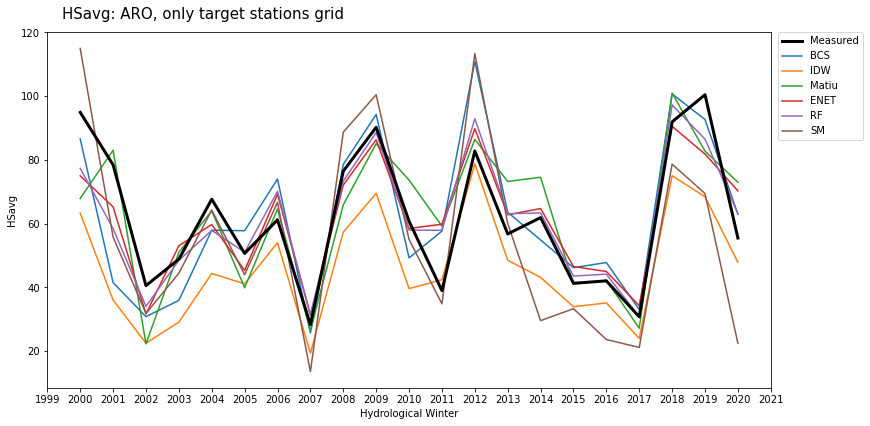 HSavg: ARO, only target stations grid
120
100
80
60
40
20
HSavg
1999 2000 2001 2002 2003 2004 2005 2006 2007 2008 2009 2010 2011 2012 2013 2014 2015 2016 2017 2018 2019 2020 2021
Hydrological Winter
Measured
BCS
IDW
Matiu
ENET
RF
SM